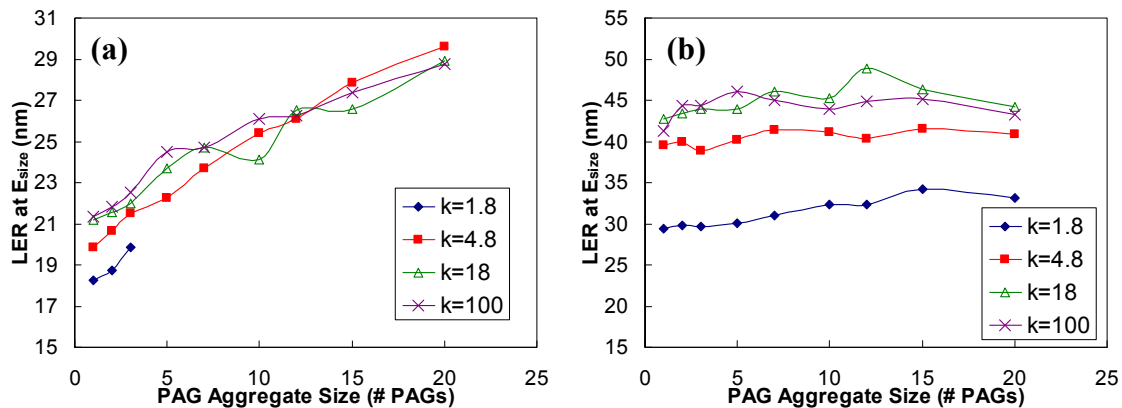 (a)
LER at Esize (nm)
31
29
27
25
23
21
19
17
15
k=1.8
k=4.8
k=18
k=100
0 5 10 15 20 25
PAG Aggregate Size (# PAGs)
(b)
LER at Esize (nm)
55
50
45
40
35
30
25
20
15
10
k=1.8
k=4.8
k=18
k=100
0 5 10 15 20 25
PAG Aggregate Size (# PAGs)